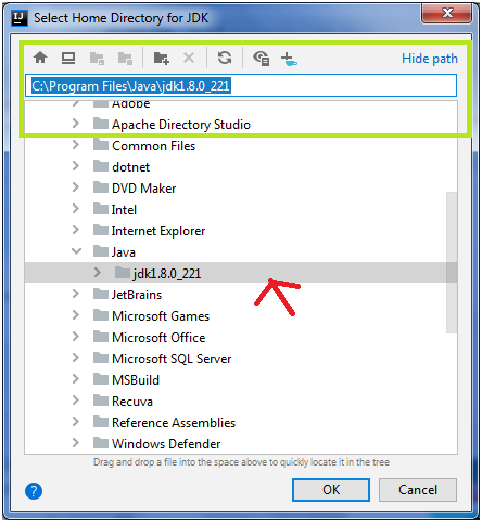 IJ Select Home Directory for JDK
Hide path
C:\Program Files\Java\jdk1.8.0_221
Adobe
Apache Directory Studio
Common Files
dotnet
DVD Maker
Intel
Internet Explorer
Java
jdk1.8.0_221
JetBrains
Microsoft Games
Microsoft Office
Microsoft SQL Server
MSBuild
Recuva
Reference Assemblies
Windows Defender
Drag and drop a file into the space above to quickly locate it in the tree
? OK Cancel